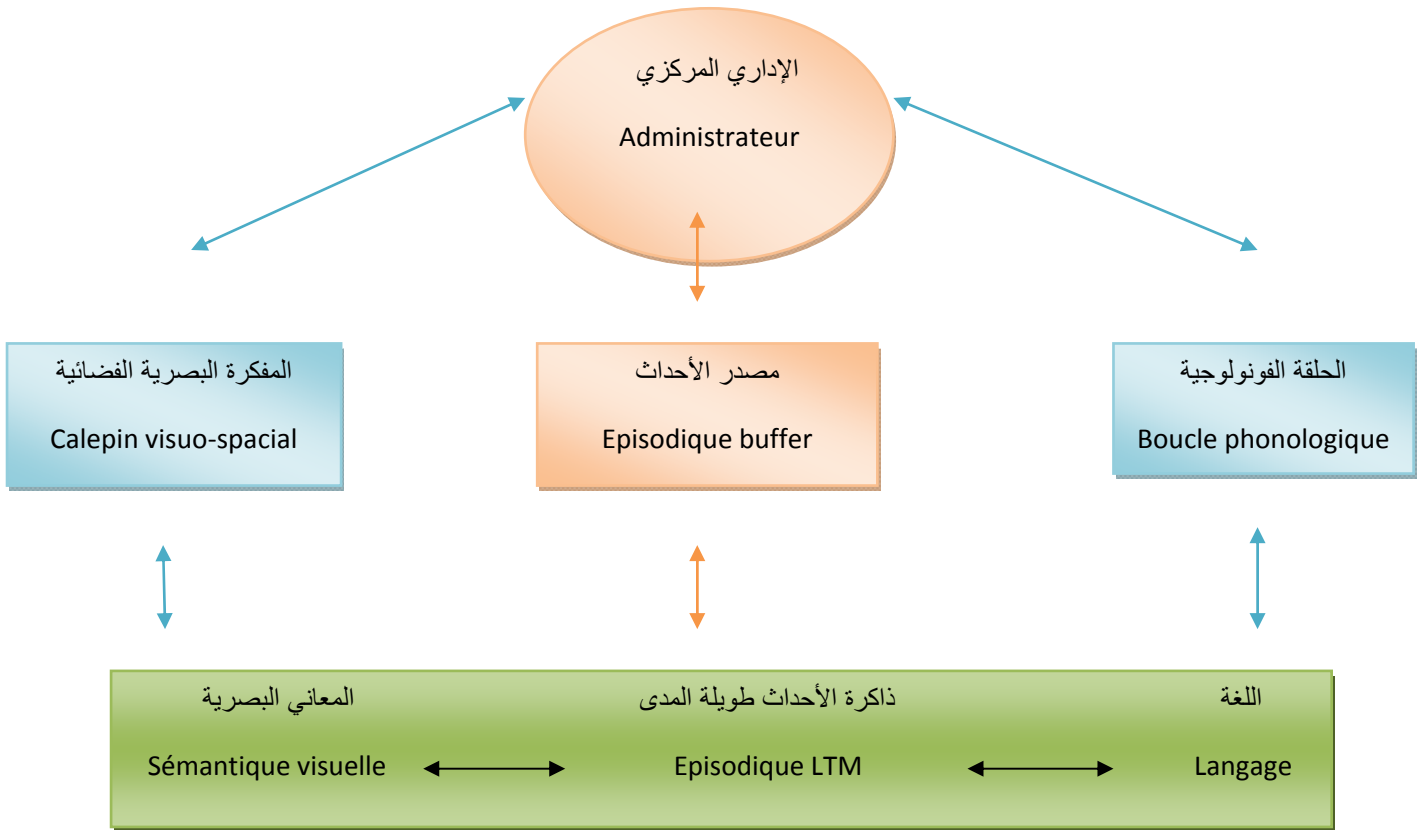 الإداري المركزي
Administrateur
المفكرة البصرية الفضائية
Calepin visuo-spacial
مصدر الأحداث
Episodique buffer
الحلقة الفونولوجية
Boucle phonologique
المعاني البصرية
Sémantique visuelle
ذاكرة الأحداث طويلة المدى
Episodique LTM
اللغة
Langage